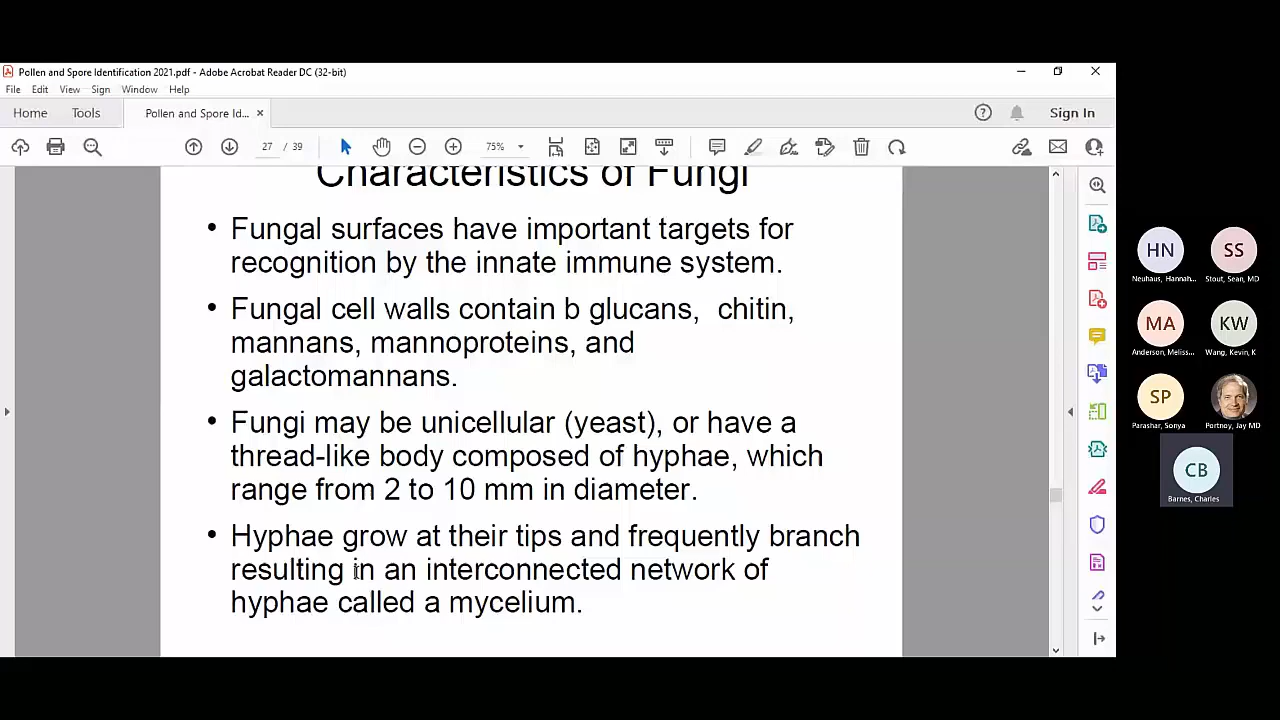 Pollen and Spore Identification 2021.pdf - Adobe Acrobat Reader DC (32-bit)
File Edit View Sign Window Help
Home Tools Pollen and Spore Id... × Sign In
27 / 39 75%
Characteristics of Fungi
• Fungal surfaces have important targets for
recognition by the innate immune system.
• Fungal cell walls contain b glucans, chitin,
mannans, mannoproteins, and
galactomannans.
• Fungi may be unicellular (yeast), or have a
thread-like body composed of hyphae, which
range from 2 to 10 mm in diameter.
• Hyphae grow at their tips and frequently branch
resulting in an interconnected network of
hyphae called a mycelium.
HN SS
Neuhaus, Hannah... Stout, Sean, MD
MA KW
Anderson, Meliss... Wang, Kevin, K
SP
Parashar, Sonya Portnoy, Jay MD
CB
Barnes, Charles